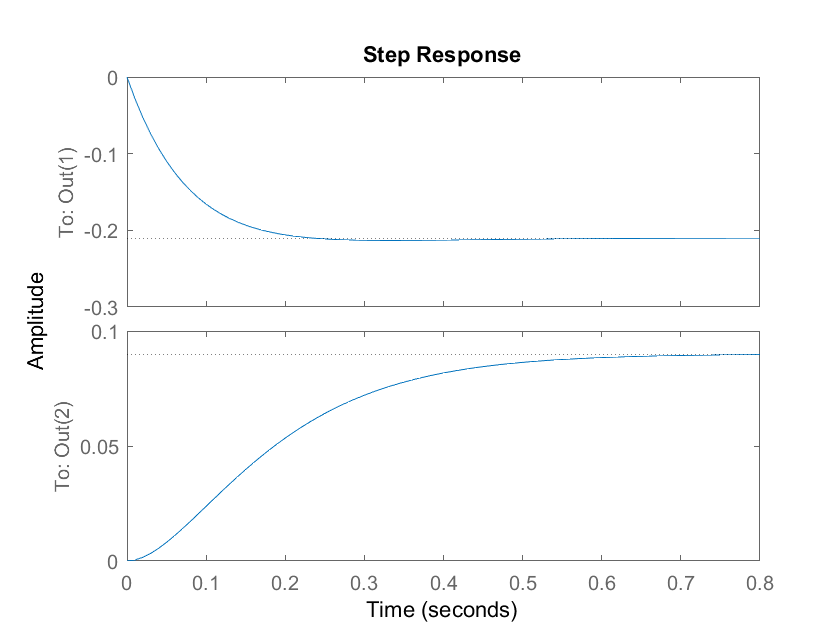 Step Response
Amplitude
To: Out(1)
0
-0.1
-0.2
-0.3
To: Out(2)
0.1
0.05
0
0 0.1 0.2 0.3 0.4 0.5 0.6 0.7 0.8
Time (seconds)